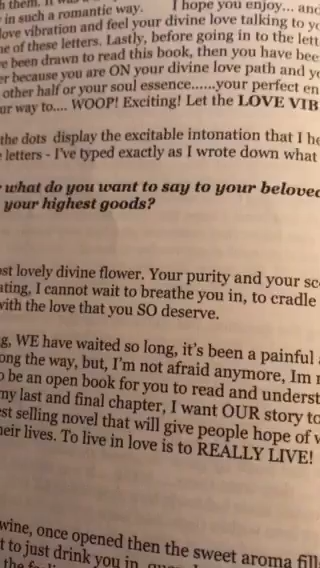 them. It was
in such a romantic way. I hope you enjoy... and
love vibration and feel your divine love talking to yo
ne of these letters. Lastly, before going in to the lett
been drawn to read this book, then you have bee
er because you are ON your divine love path and yo
other half or your soul essence......your perfect en
ur way to.... WOOP! Exciting! Let the LOVE VIB
the dots display the excitable intonation that I he
letters - I've typed exactly as I wrote down what
what do you want to say to your beloved
your highest goods?
ost lovely divine flower. Your purity and your sce
ating, I cannot wait to breathe you in, to cradle
with the love that you SO deserve.
g, WE have waited so long, it's been a painful
ong the way, but, I'm not afraid anymore, Im r
o be an open book for you to read and underst
my last and final chapter, I want OUR story to
est selling novel that will give people hope of w
heir lives. To live in love is to REALLY LIVE!
wine, once opened then the sweet aroma fill
t to just drink you in